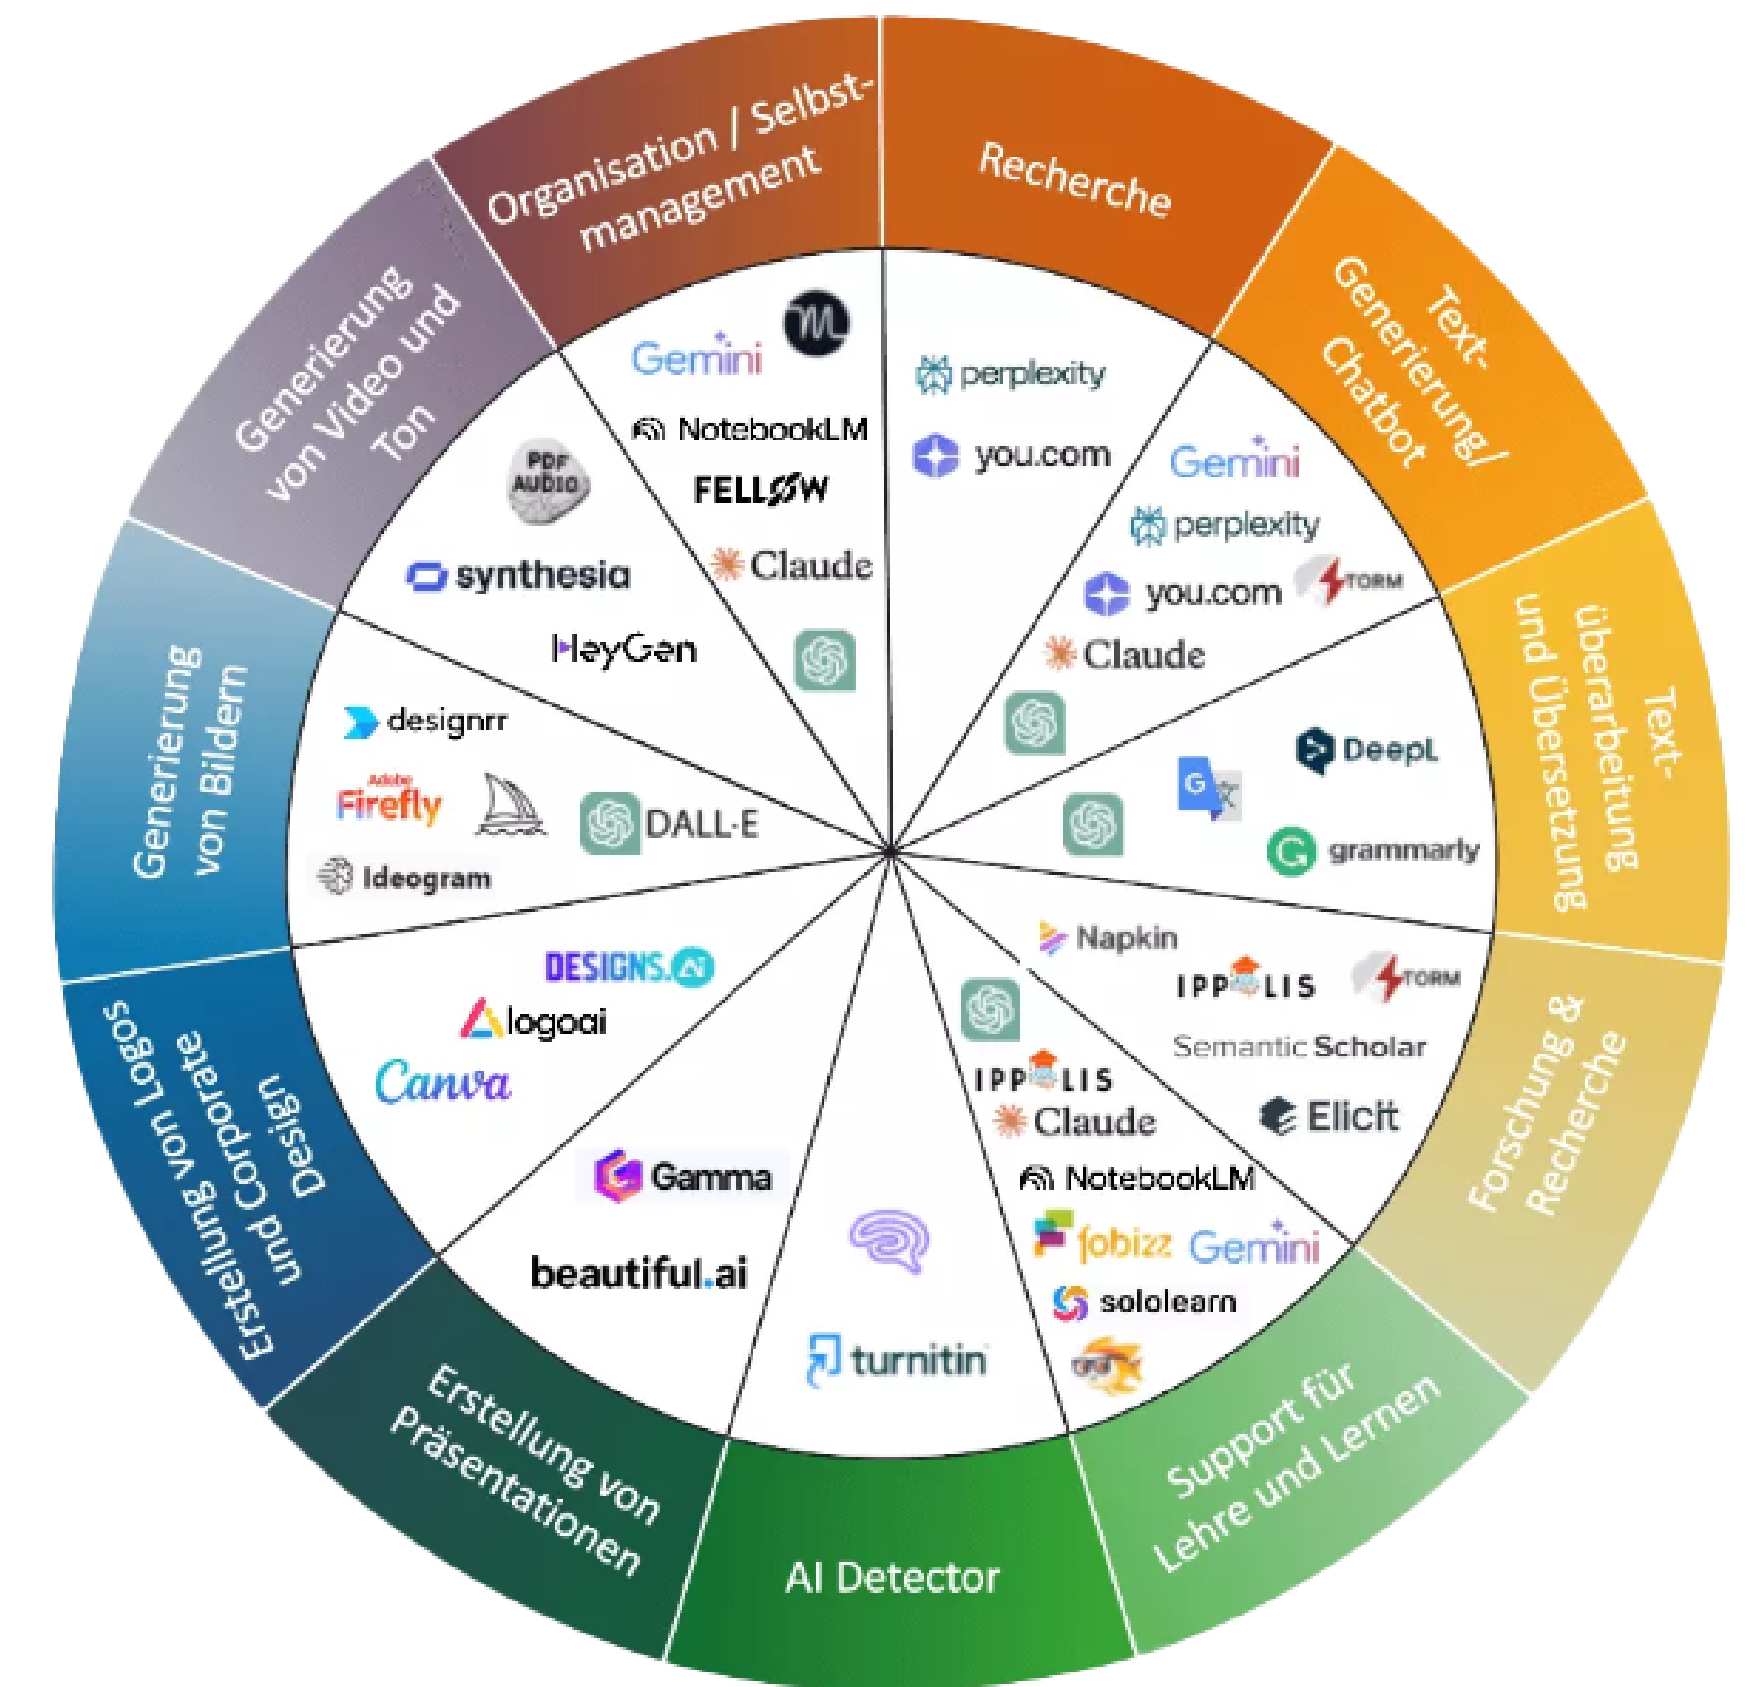 Organisation / Selbst-
management
Gemini
NotebookLM
FELLOW
Claude
Recherche
perplexity
you.com
Text-
Generierung/
Chatbot
Gemini
perplexity
you.com
TORM
Claude
Text-
überarbeitung
und Übersetzung
DeepL
G
grammarly
Forschung &
Recherche
Napkin
IPPOLIS
TORM
Semantic Scholar
Elicit
Support für
Lehre und Lernen
IPPOLIS
Claude
NotebookLM
fobizz
Gemini
sololearn
AI Detector
turnitin
Erstellung von
Präsentationen
Gamma
beautiful.ai
Erstellung von Logos
und Corporate
Design
DESIGNS.AI
logoai
Canva
Generierung
von Bildern
designrr
Adobe
Firefly
DALL·E
Ideogram
Generierung
von Video und
Ton
PDF
AUDIO
synthesia
HeyGen